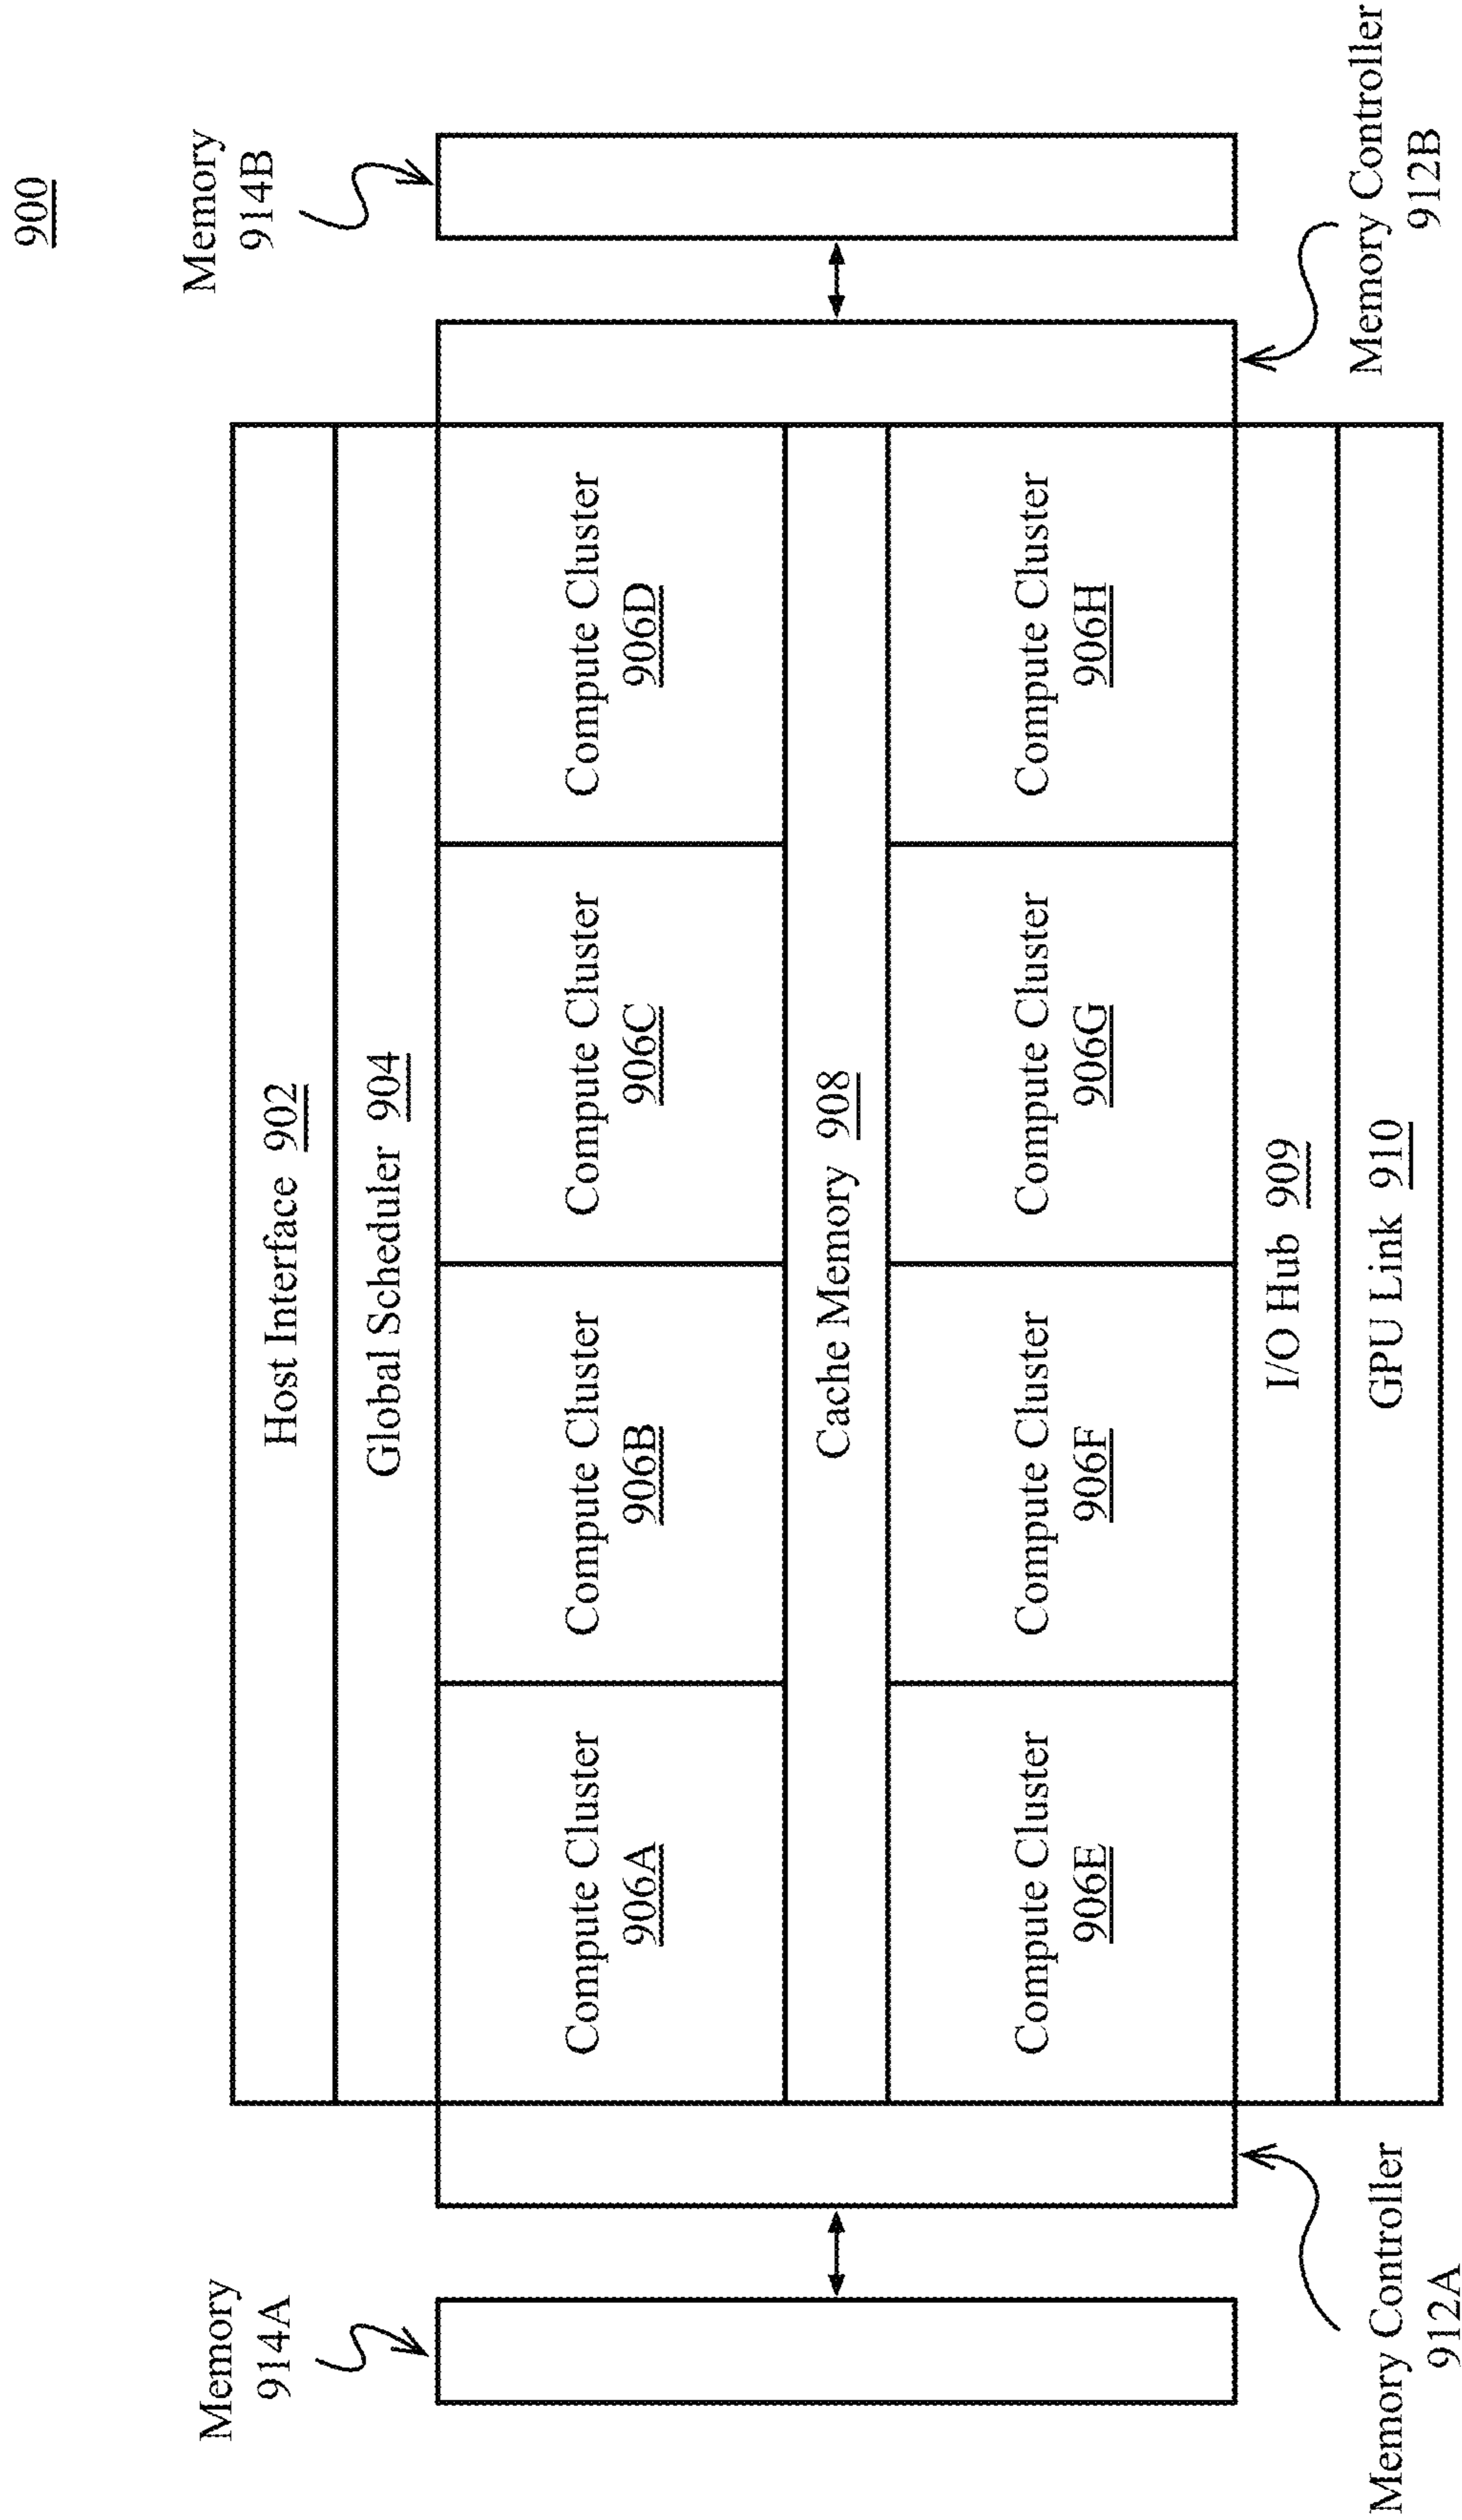 900
Memory
914B
Memory Controller
912B
Host Interface 902
Global Scheduler 904
Compute Cluster
906A
Compute Cluster
906B
Compute Cluster
906C
Compute Cluster
906D
Cache Memory 908
Compute Cluster
906E
Compute Cluster
906F
Compute Cluster
906G
Compute Cluster
906H
I/O Hub 909
GPU Link 910
Memory
914A
Memory Controller
912A